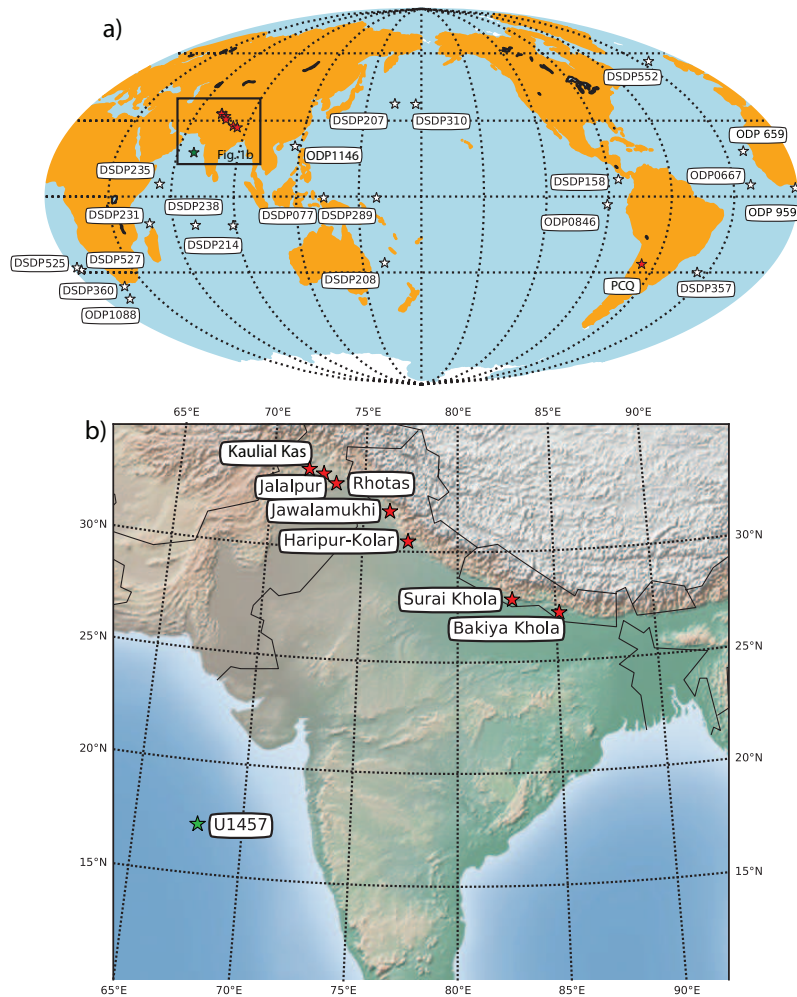 a)
DSDP552
DSDP207
DSDP310
ODP 659
Fig. 1b
ODP1146
DSDP235
DSDP158
ODP0667
DSDP238
DSDP231
DSDP077
DSDP289
ODP0846
ODP 959
DSDP214
DSDP525
DSDP527
DSDP208
DSDP360
PCQ
DSDP357
ODP1088
b)
65°E
70°E
75°E
80°E
85°E
90°E
Kaulial Kas
Jalalpur
Rhotas
Jawalamukhi
30°N
30°N
Haripur-Kolar
Surai Khola
Bakiya Khola
25°N
25°N
20°N
20°N
U1457
15°N
15°N
65°E
70°E
75°E
80°E
85°E
90°E